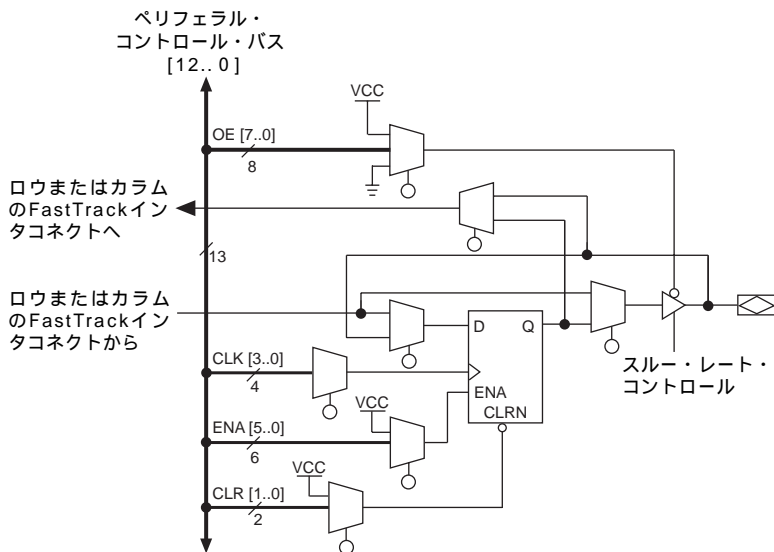 ペリフェラル・
コントロール・バス
[12..0]
VCC
OE [7..0]
8
ロウまたはカラム
のFastTrackイン
タコネクトへ
13
ロウまたはカラム
のFastTrackイン
タコネクトから
D
Q
CLK [3..0]
4
スルー・レート・
コントロール
ENA
CLRN
VCC
ENA [5..0]
6
VCC
CLR [1..0]
2